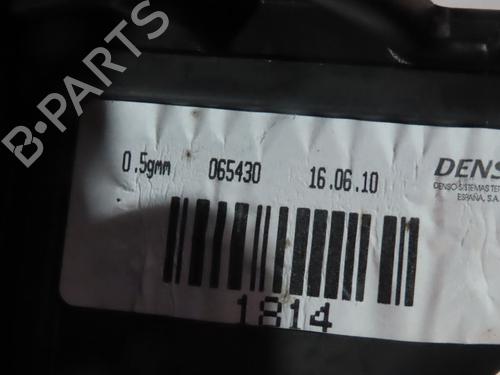 B-PARTS
0.5gmm 065430 16.06.10
DENS
DENSO SISTEMAS TE
ESPAÑA, S.A.
1814